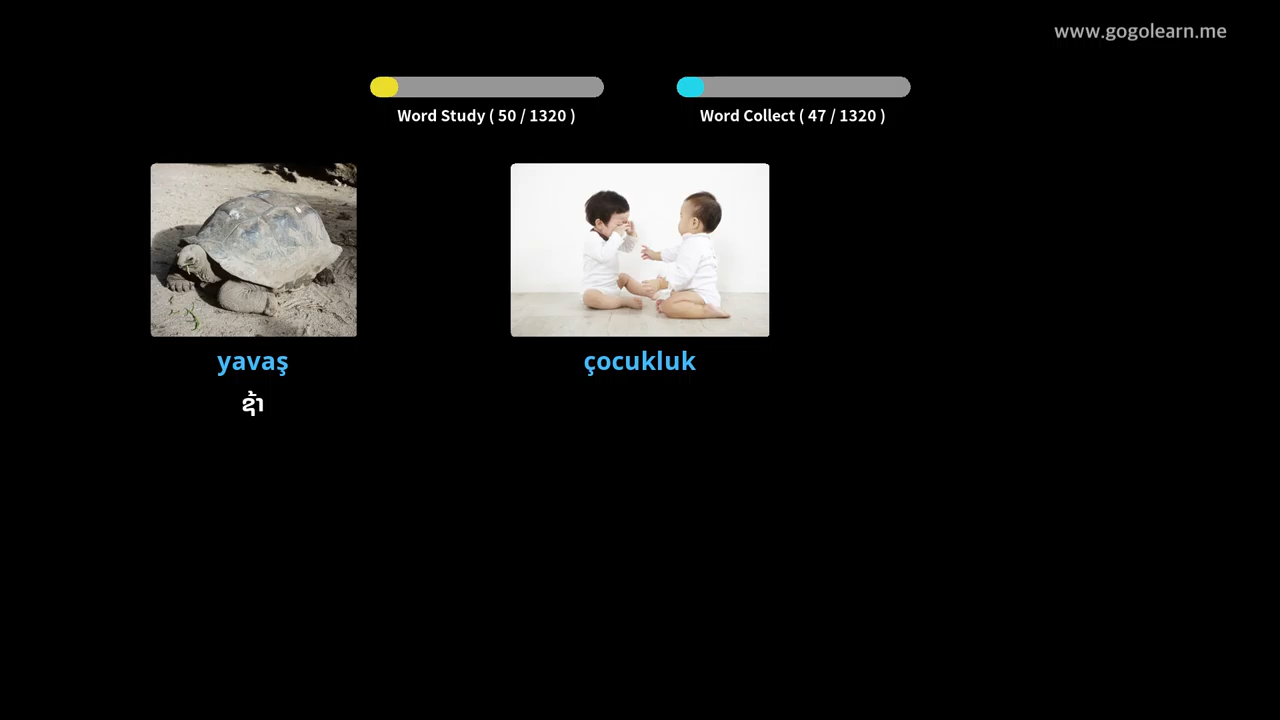 www.gogolearn.me
Word Study ( 50 / 1320 )
Word Collect ( 47 / 1320 )
yavaş
çocukluk
ຊ້າ